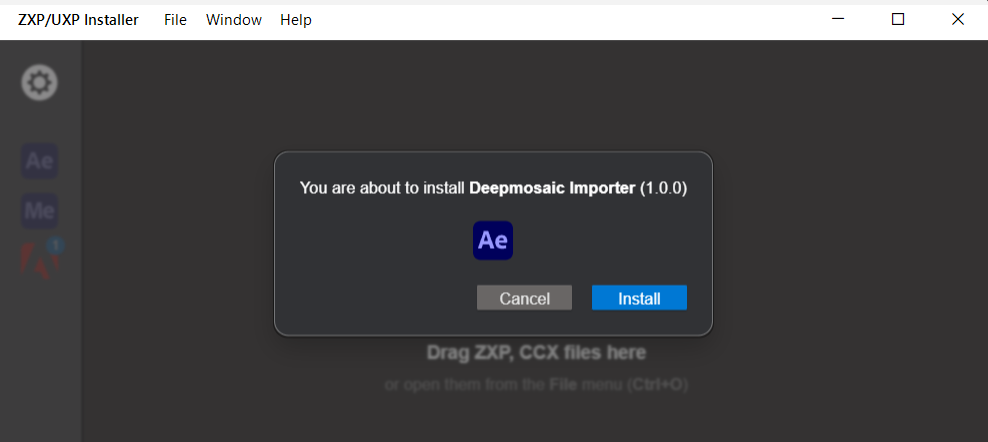 ZXP/UXP Installer File Window Help
Ae
Me
1
You are about to install Deepmosaic Importer (1.0.0)
Ae
Cancel Install
Drag ZXP, CCX files here
or open them from the File menu (Ctrl+O)